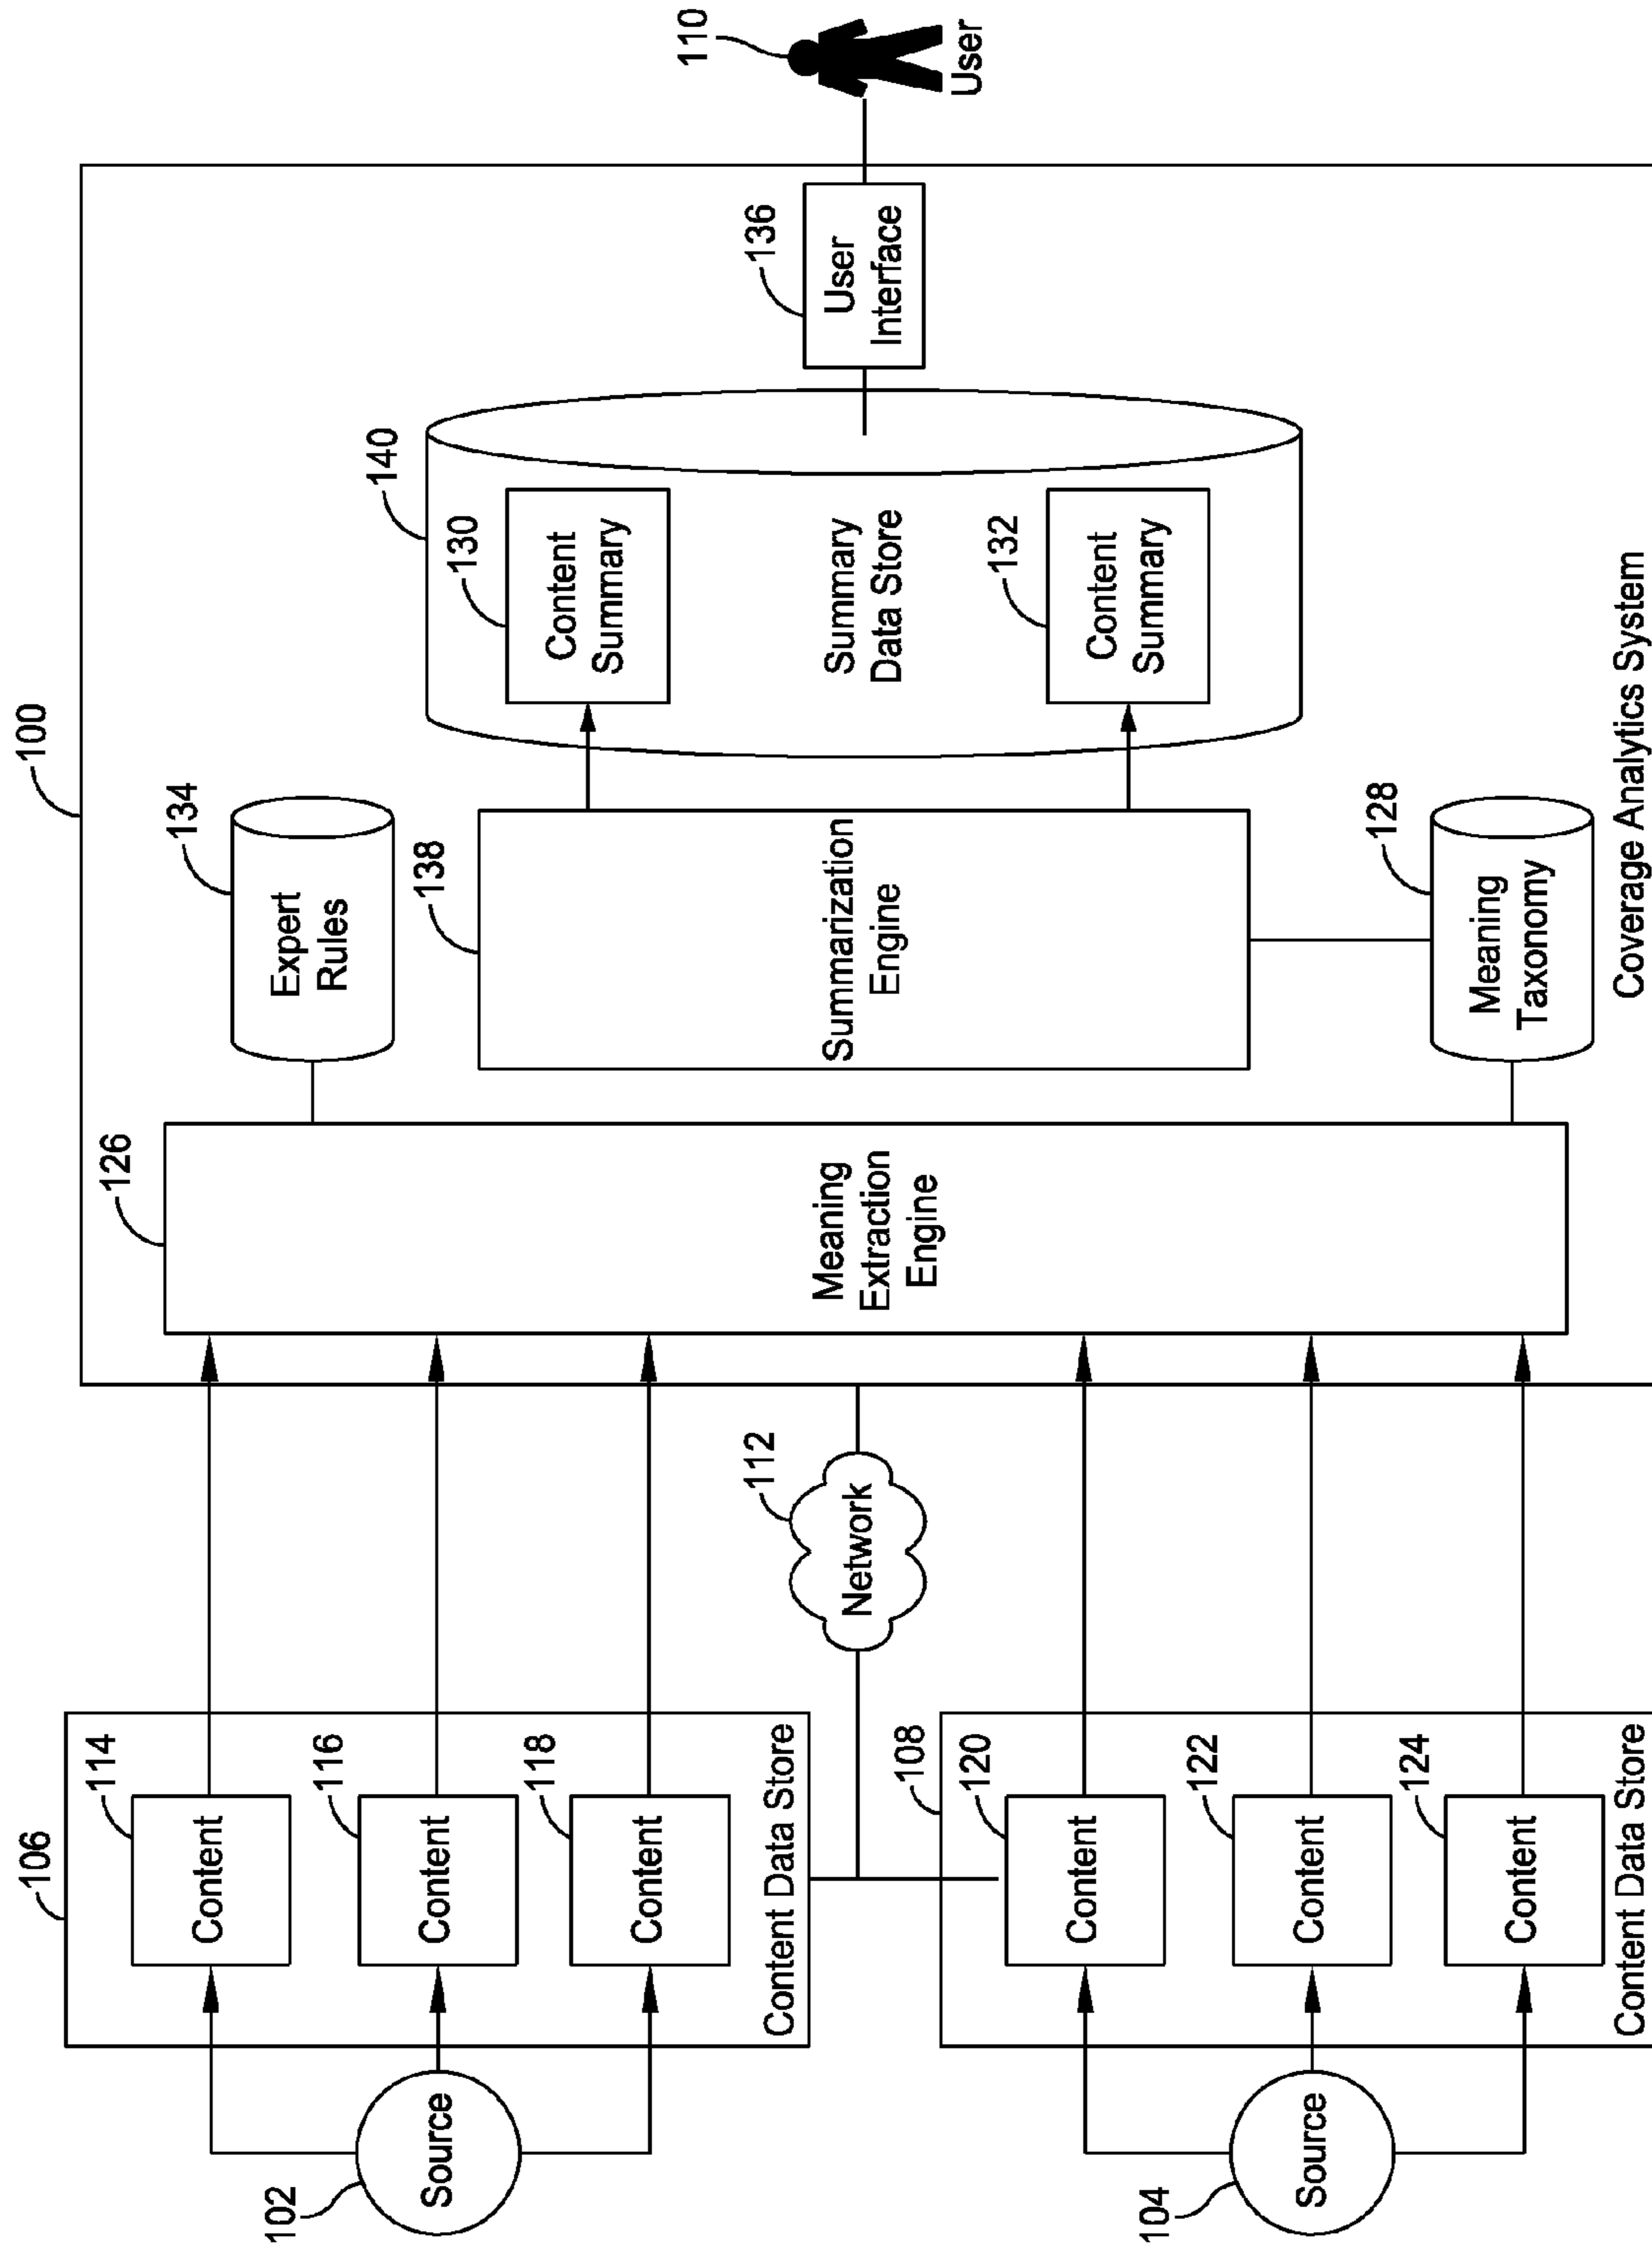 100
110
User
136
User
Interface
140
130
Content
Summary
Summary
Data Store
132
Content
Summary
134
Expert
Rules
138
Summarization
Engine
128
Meaning
Taxonomy
Coverage Analytics System
126
Meaning
Extraction
Engine
112
Network
106
114
Content
116
Content
118
Content
Content Data Store
108
120
Content
122
Content
124
Content
Content Data Store
102
Source
104
Source